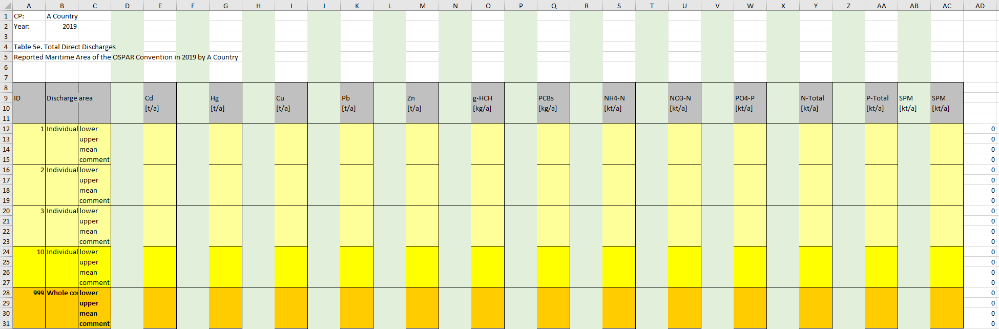 A B C D E F G H I J K L M N O P Q R S T U V W X Y Z AA AB AC AD
1 CP: A Country
2 Year: 2019
3
4 Table 5e. Total Direct Discharges
5 Reported Maritime Area of the OSPAR Convention in 2019 by A Country
6
7
8
9 ID Discharge area Cd Hg Cu Pb Zn g-HCH PCBs NH4-N NO3-N PO4-P N-Total P-Total SPM SPM
10 [t/a] [t/a] [t/a] [t/a] [t/a] [kg/a] [kg/a] [kt/a] [kt/a] [kt/a] [kt/a] [kt/a] [kt/a] [kt/a]
11
12 1 Individual lower 0
13 upper 0
14 mean 0
15 comment 0
16 2 Individual lower 0
17 upper 0
18 mean 0
19 comment 0
20 3 Individual lower 0
21 upper 0
22 mean 0
23 comment 0
24 10 Individual lower 0
25 upper 0
26 mean 0
27 comment 0
28 999 Whole co lower 0
29 upper 0
30 mean 0
31 comment 0